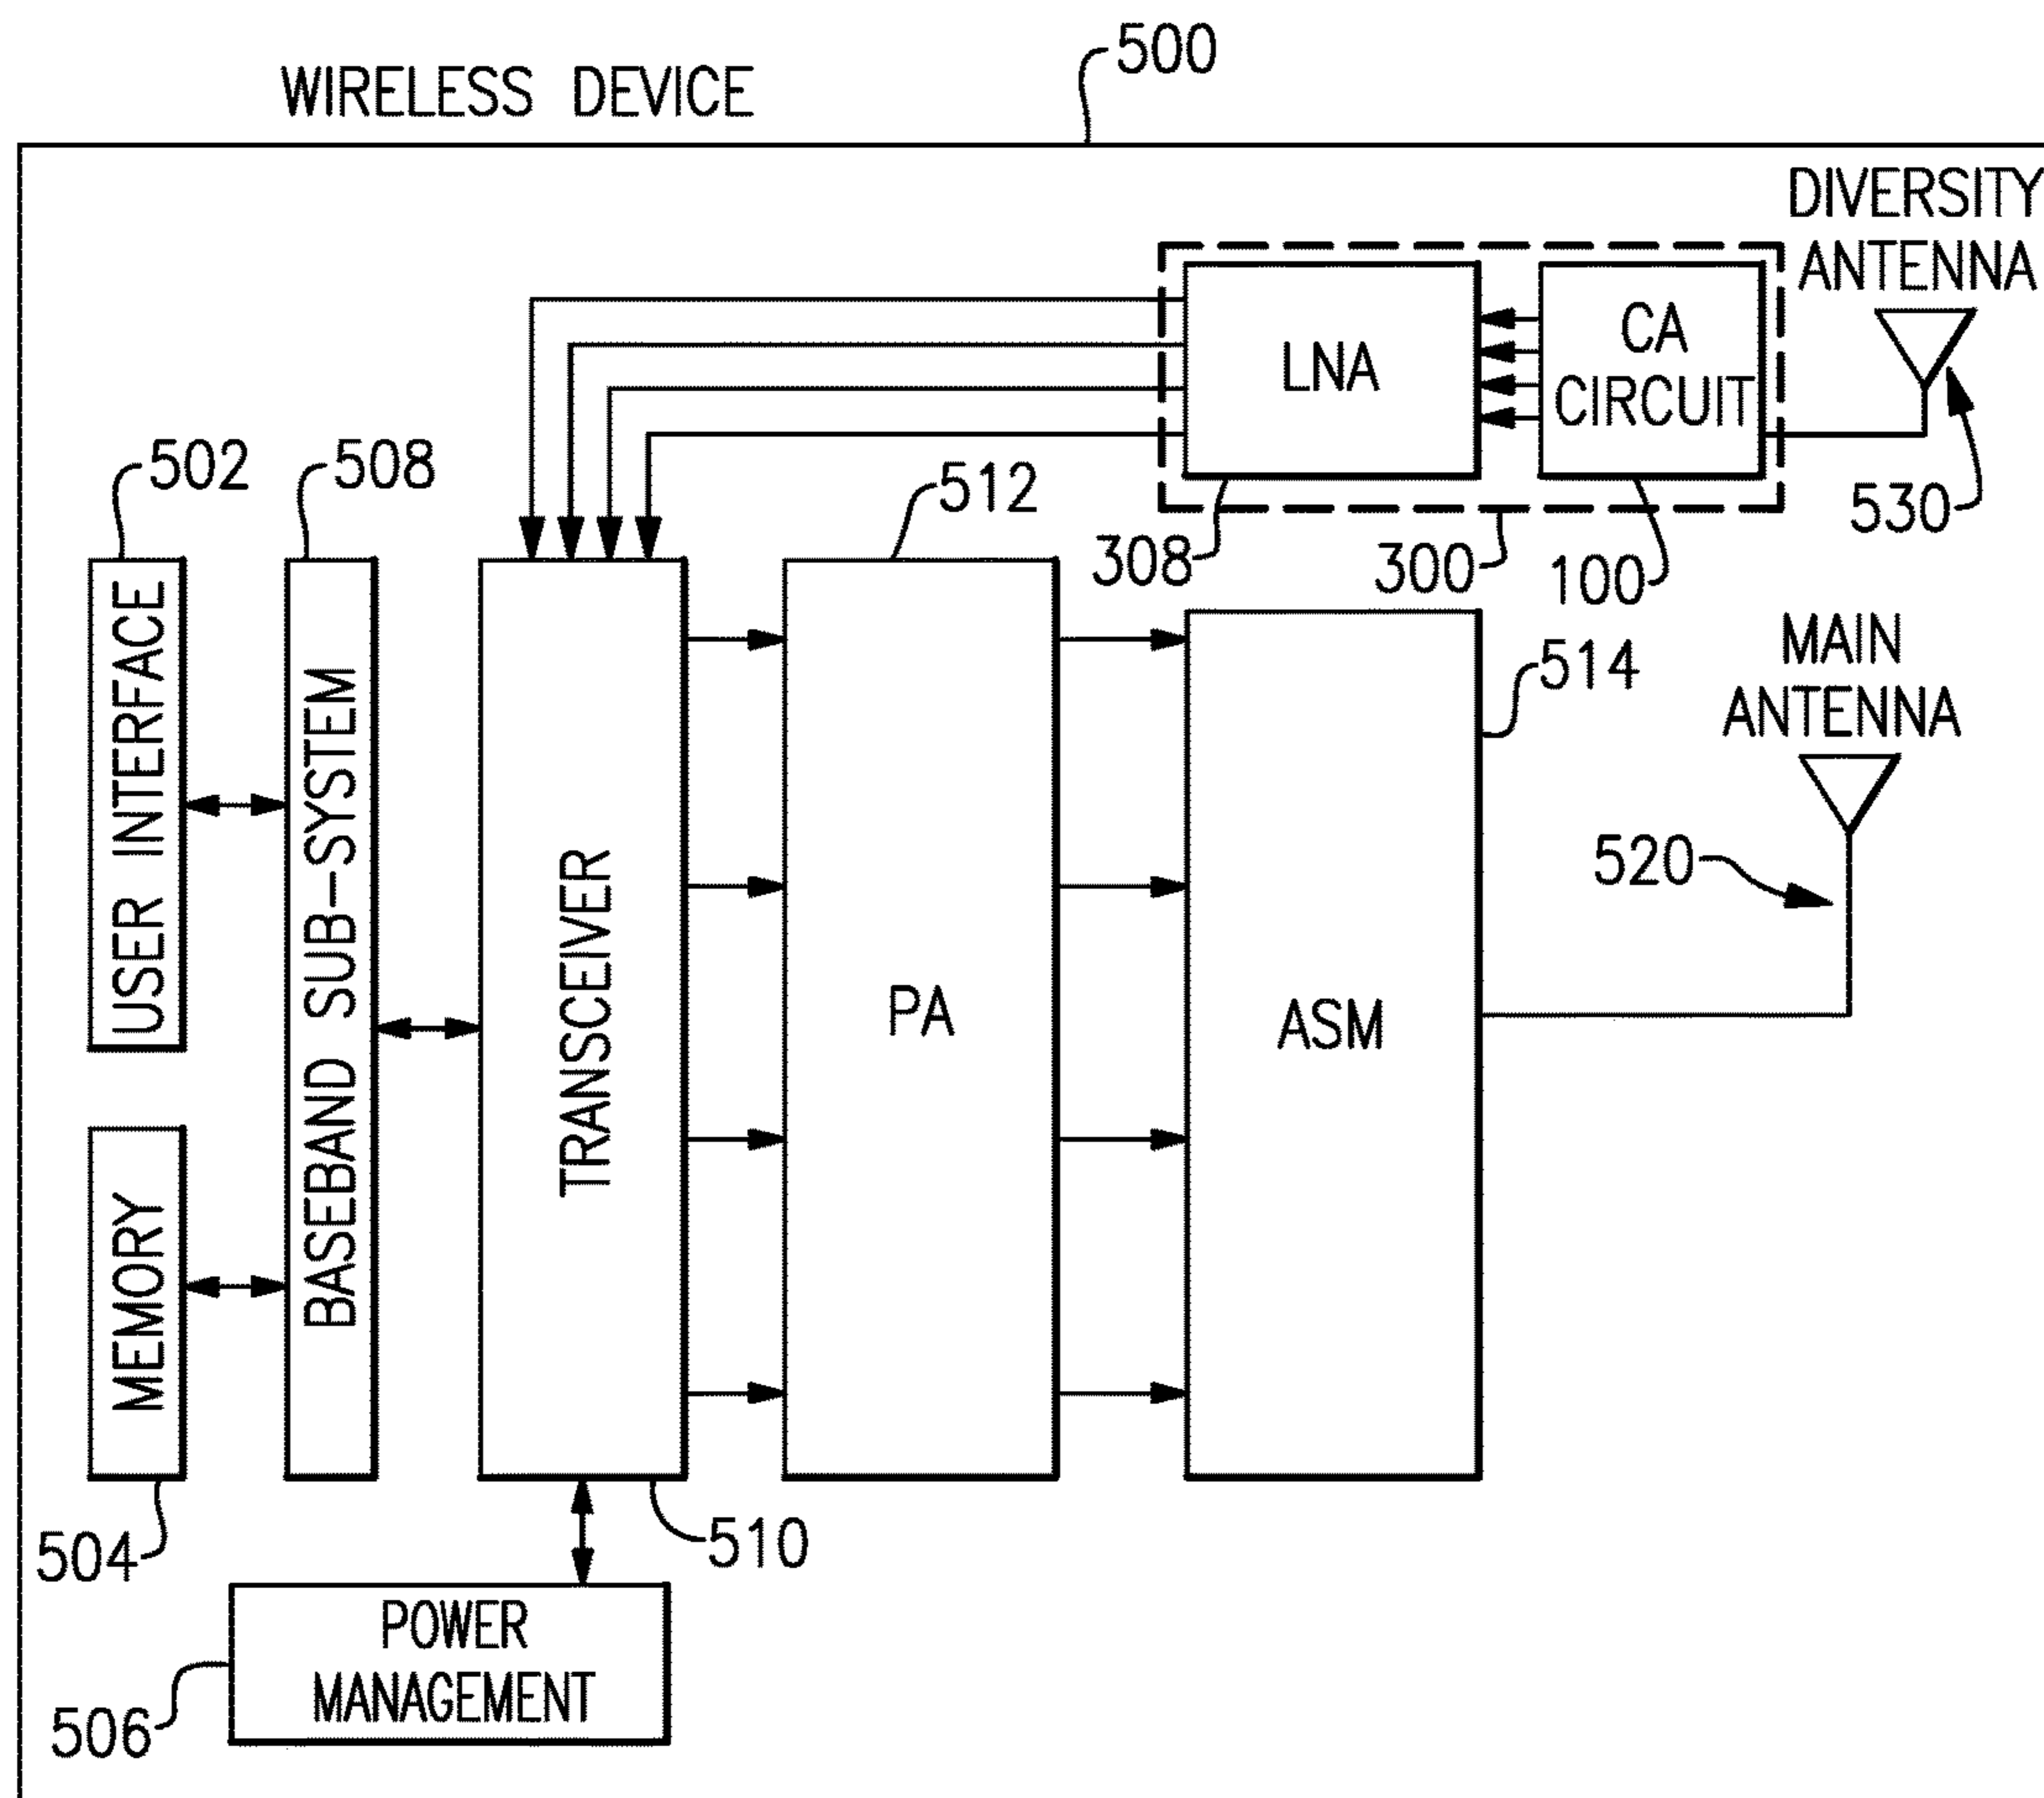 500
WIRELESS DEVICE
DIVERSITY
ANTENNA
CA
CIRCUIT
LNA
502
508
512
530
308
300
100
USER INTERFACE
BASEBAND SUB-SYSTEM
TRANSCEIVER
PA
ASM
514
MAIN
ANTENNA
520
MEMORY
504
510
POWER
MANAGEMENT
506